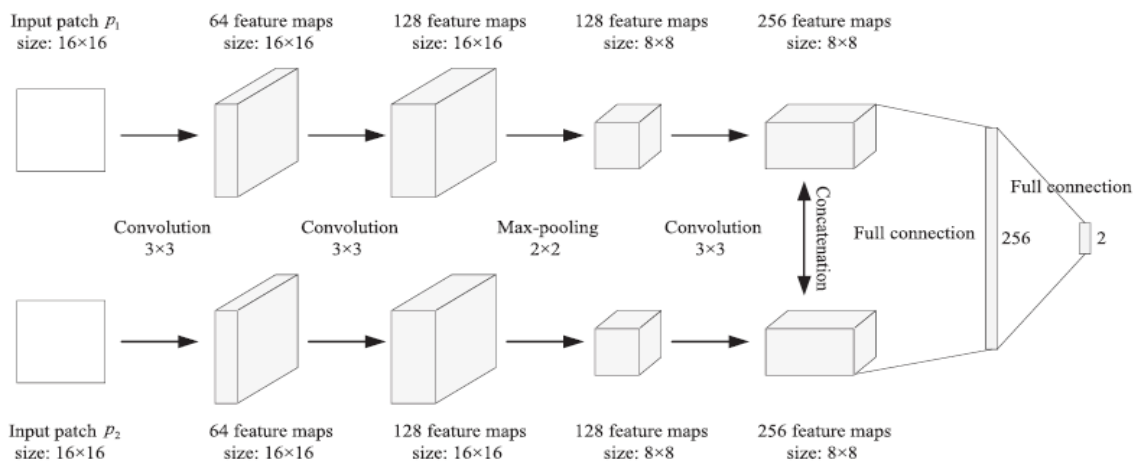 Input patch p₁
size: 16×16
64 feature maps
size: 16×16
128 feature maps
size: 16×16
128 feature maps
size: 8×8
256 feature maps
size: 8×8
Convolution
3×3
Convolution
3×3
Max-pooling
2×2
Convolution
3×3
Concatenation
Full connection
256
Full connection
2
Input patch p₂
size: 16×16
64 feature maps
size: 16×16
128 feature maps
size: 16×16
128 feature maps
size: 8×8
256 feature maps
size: 8×8